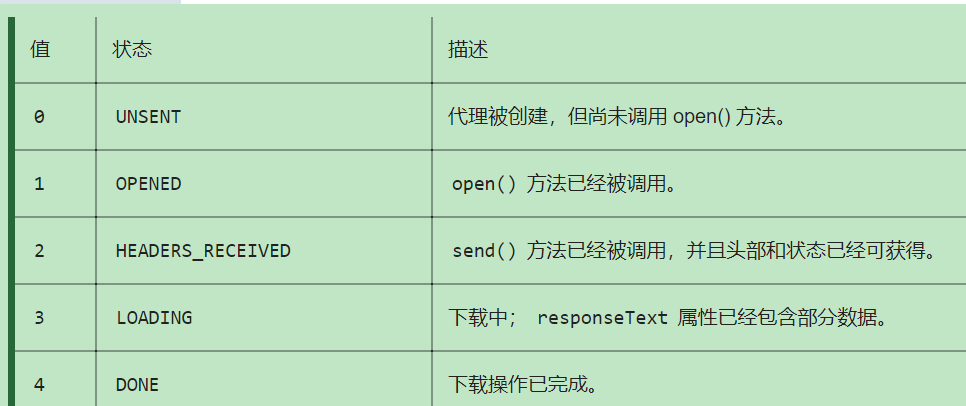 值 状态 描述
0 UNSENT 代理被创建，但尚未调用 open() 方法。
1 OPENED open() 方法已经被调用。
2 HEADERS_RECEIVED send() 方法已经被调用，并且头部和状态已经可获得。
3 LOADING 下载中； responseText 属性已经包含部分数据。
4 DONE 下载操作已完成。